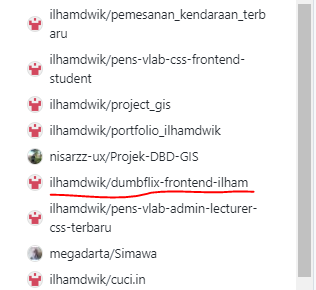 ilhamdwik/pemesanan_kendaraan_terb
aru
ilhamdwik/pens-vlab-css-frontend-
student
ilhamdwik/project_gis
ilhamdwik/portfolio_ilhamdwik
nisarzz-ux/Projek-DBD-GIS
ilhamdwik/dumbflix-frontend-ilham
ilhamdwik/pens-vlab-admin-lecturer-
css-terbaru
megadarta/Simawa
ilhamdwik/cuci.in